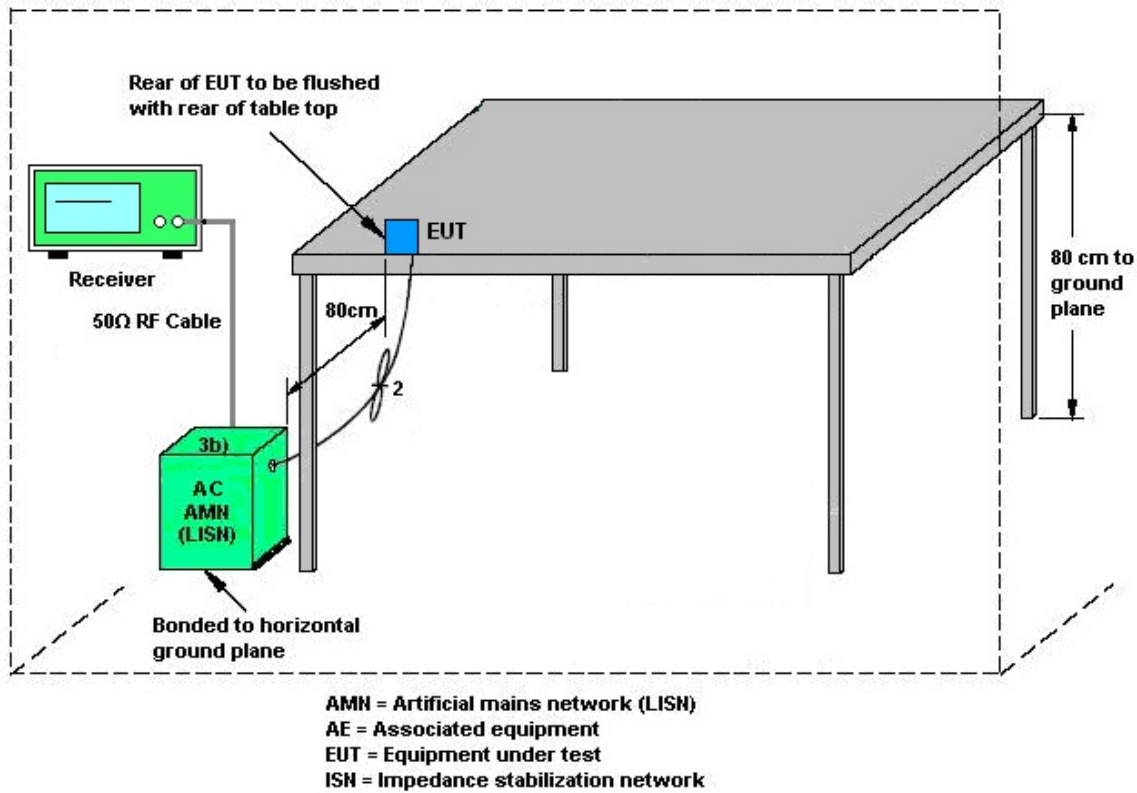 Rear of EUT to be flushed
with rear of table top
EUT
Receiver
80cm
80 cm to
ground
plane
50Ω RF Cable
2
3b)
AC
AMN
(LISN)
Bonded to horizontal
ground plane
AMN = Artificial mains network (LISN)
AE = Associated equipment
EUT = Equipment under test
ISN = Impedance stabilization network